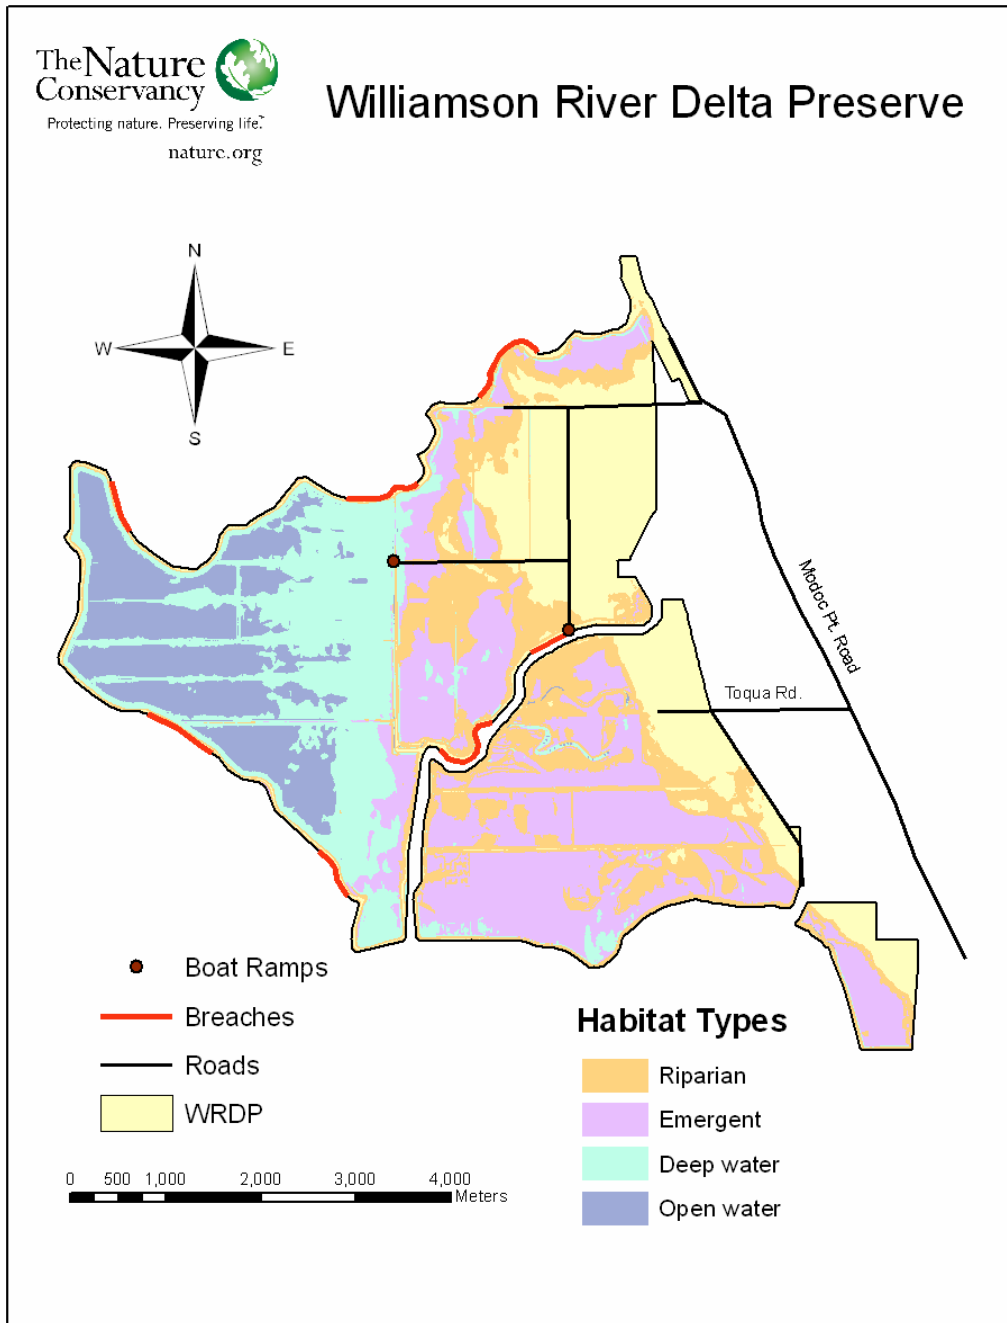 The Nature
Conservancy
Protecting nature. Preserving life.™
nature.org
Williamson River Delta Preserve
N
W
E
S
Modoc Pt. Road
Toqua Rd.
Boat Ramps
Breaches
Roads
WRDP
0 500 1,000 2,000 3,000 4,000
Meters
Habitat Types
Riparian
Emergent
Deep water
Open water